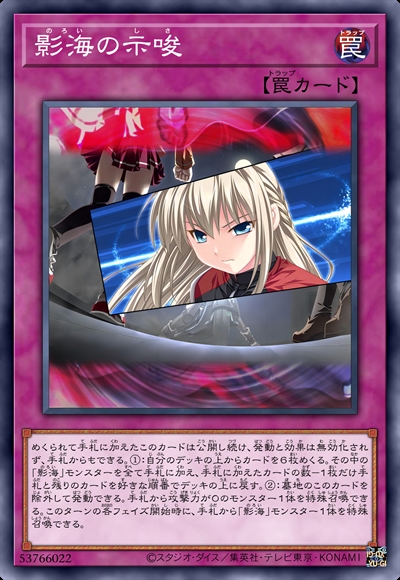 のろい しさ
影海の示唆
トラップ
罠
トラップ
【罠カード】
めくられて手札に加えたこのカードは公開し続け、発動と効果は無効化され
ず、手札からもできる。①:自分のデッキの上からカードを6枚めくる。その中の
「影海」モンスターを全て手札に加え、手札に加えたカードの数-1枚だけ手
札と残りのカードを好きな順番でデッキの上に戻す。②:墓地のこのカードを
除外して発動できる。手札から攻撃力が0のモンスター1体を特殊召喚でき
る。このターンの各フェイズ開始時に、手札から「影海」モンスター1体を特殊
召喚できる。
53766022
©スタジオ・ダイス/集英社・テレビ東京・KONAMI